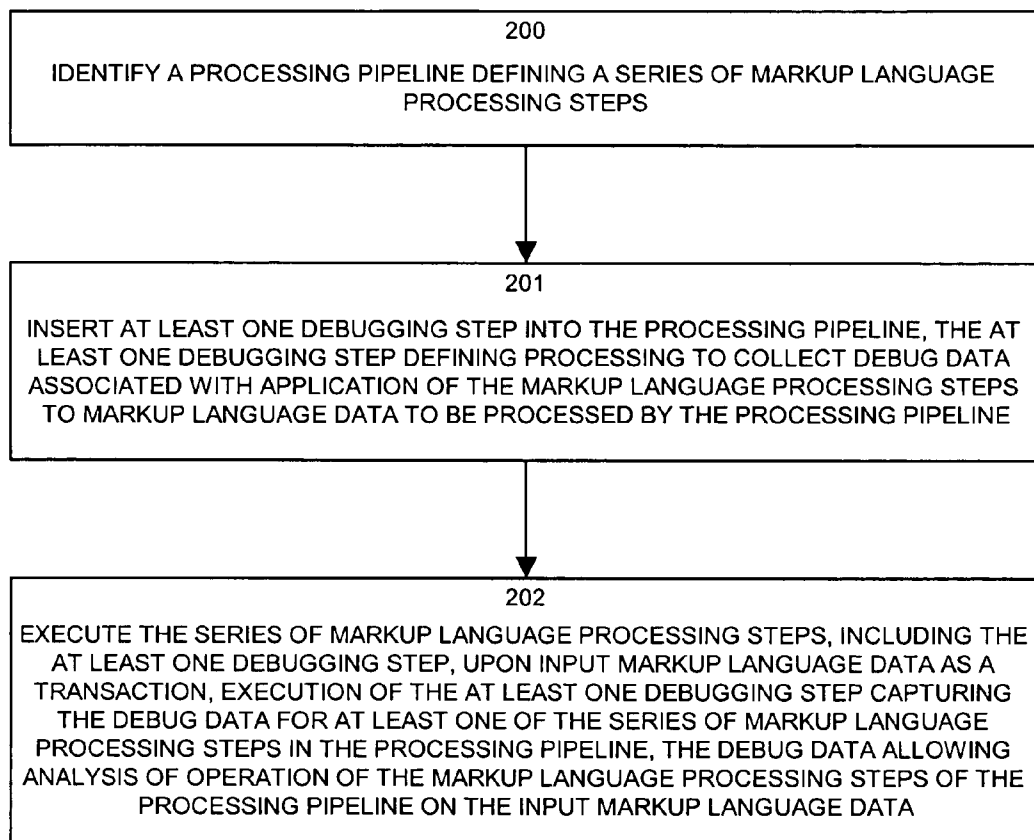 200
IDENTIFY A PROCESSING PIPELINE DEFINING A SERIES OF MARKUP LANGUAGE
PROCESSING STEPS
201
INSERT AT LEAST ONE DEBUGGING STEP INTO THE PROCESSING PIPELINE, THE AT
LEAST ONE DEBUGGING STEP DEFINING PROCESSING TO COLLECT DEBUG DATA
ASSOCIATED WITH APPLICATION OF THE MARKUP LANGUAGE PROCESSING STEPS
TO MARKUP LANGUAGE DATA TO BE PROCESSED BY THE PROCESSING PIPELINE
202
EXECUTE THE SERIES OF MARKUP LANGUAGE PROCESSING STEPS, INCLUDING THE
AT LEAST ONE DEBUGGING STEP, UPON INPUT MARKUP LANGUAGE DATA AS A
TRANSACTION, EXECUTION OF THE AT LEAST ONE DEBUGGING STEP CAPTURING
THE DEBUG DATA FOR AT LEAST ONE OF THE SERIES OF MARKUP LANGUAGE
PROCESSING STEPS IN THE PROCESSING PIPELINE, THE DEBUG DATA ALLOWING
ANALYSIS OF OPERATION OF THE MARKUP LANGUAGE PROCESSING STEPS OF THE
PROCESSING PIPELINE ON THE INPUT MARKUP LANGUAGE DATA